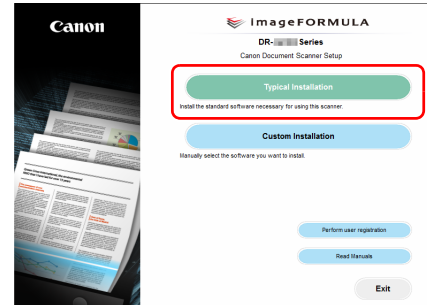 Canon
imageFORMULA
DR- Series
Canon Document Scanner Setup
Typical Installation
Install the standard software necessary for using this scanner.
Custom Installation
Manually select the software you want to install.
Perform user registration
Read Manuals
Exit